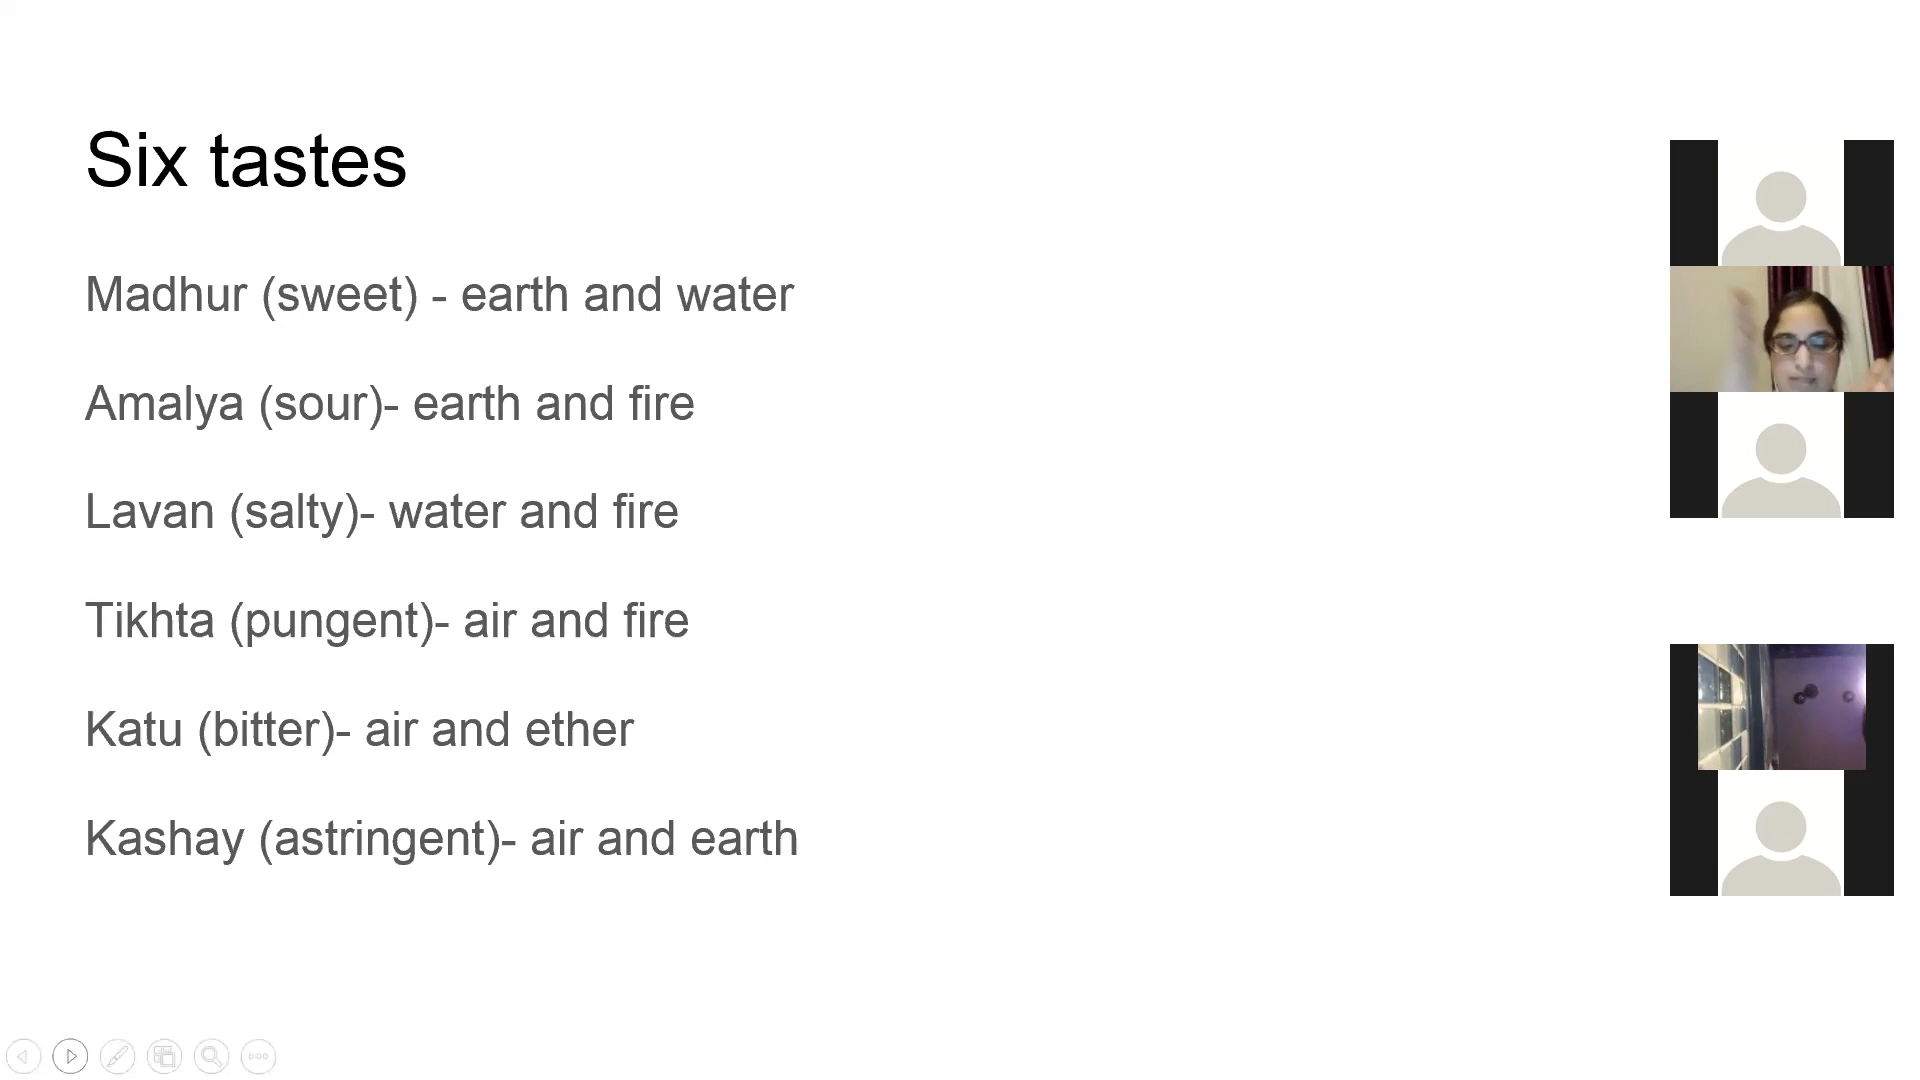 Six tastes
Madhur (sweet) - earth and water
Amalya (sour)- earth and fire
Lavan (salty)- water and fire
Tikhta (pungent)- air and fire
Katu (bitter)- air and ether
Kashay (astringent)- air and earth